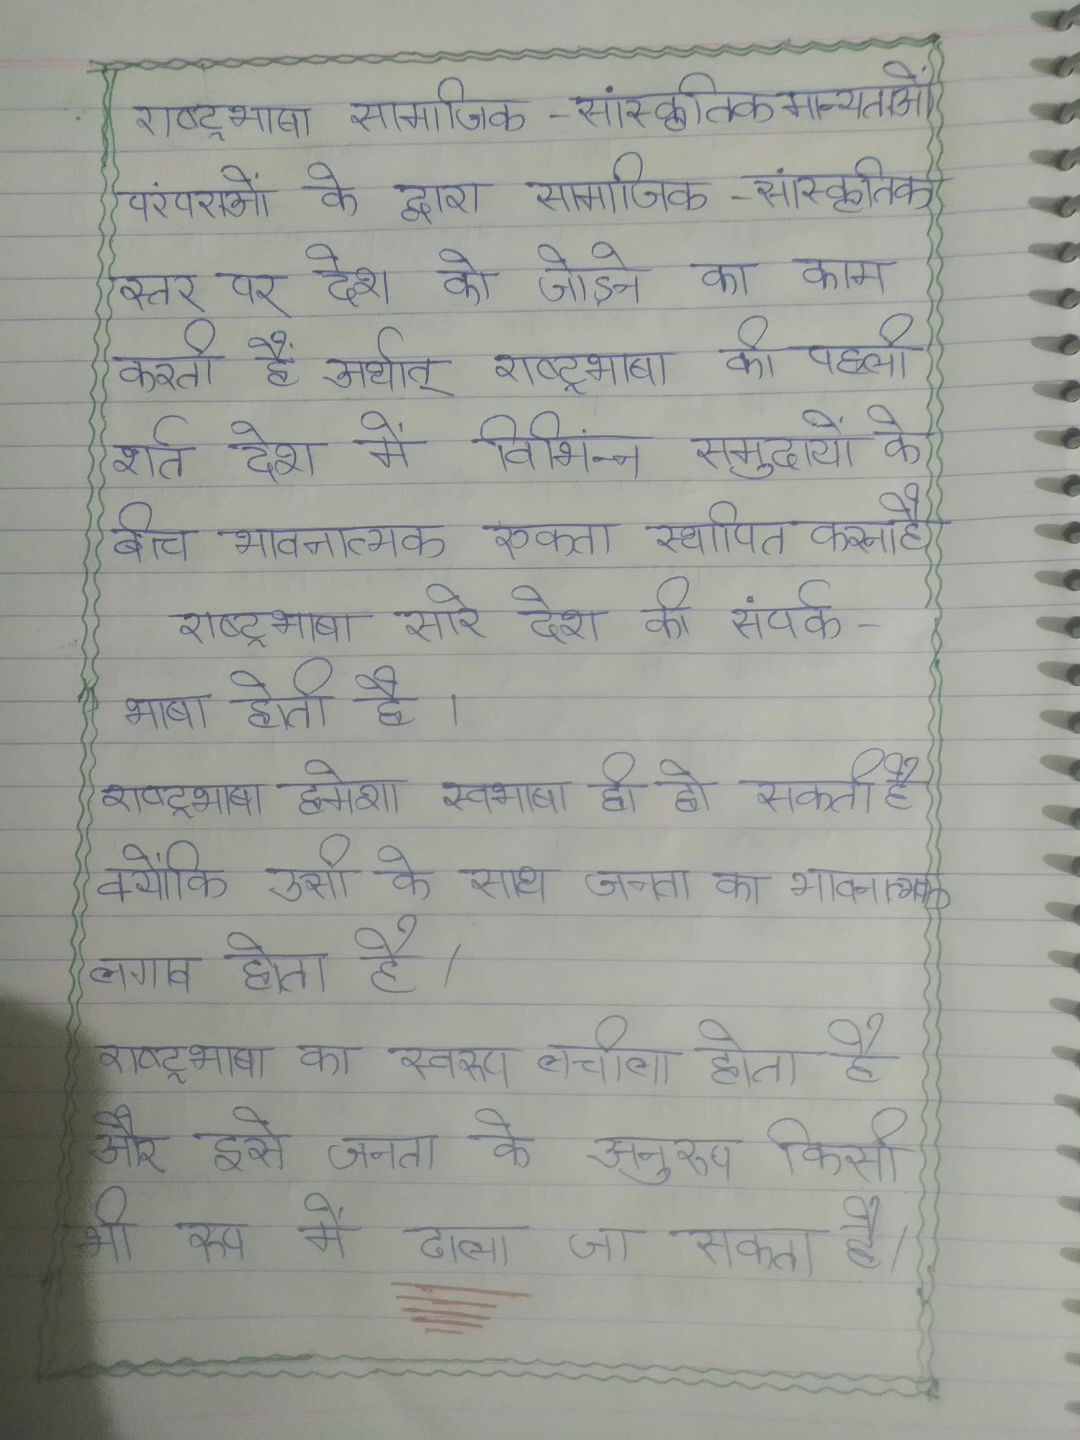 राष्ट्रभाषा सामाजिक - सांस्कृतिक मान्यताओं
परंपराओं के द्वारा सामाजिक - सांस्कृतिक
स्तर पर देश को जोड़ने का काम
करती हैं अर्थात् राष्ट्रभाषा की पहली
शर्त देश में विभिंन्न समुदायों के
बीच भावनात्मक एकता स्थापित करना है
राष्ट्रभाषा सारे देश की संपर्क -
भाषा होती है ।
राष्ट्रभाषा हमेशा स्वभाषा ही हो सकती है
क्योंकि उसी के साथ जनता का भावनात्मक
लगाव होता है ।
राष्ट्रभाषा का स्वरुप लचीला होता है
और इसे जनता के अनुरुप किसी
भी रुप में ढाला जा सकता है।